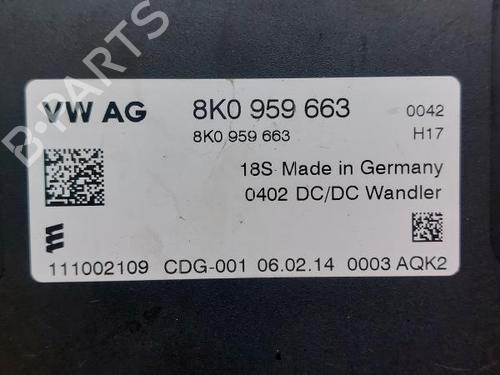 B-PARTS
VW AG 8K0 959 663 0042
8K0 959 663 H17
18S Made in Germany
0402 DC/DC Wandler
111002109 CDG-001 06.02.14 0003 AQK2